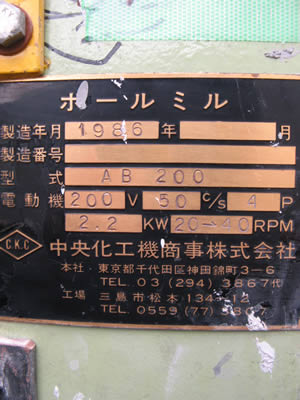 ボールミル
製造年月 1986年 月
製造番号
型式 AB 200
電動機 200 V 50 c/s 4 P
2.2 KW 20-40 RPM
C.K.C 中央化工機商事株式会社
本社 東京都千代田区神田錦町3-6
TEL.03(294)3867代
工場 三島市松本134-12
TEL.0559(77)